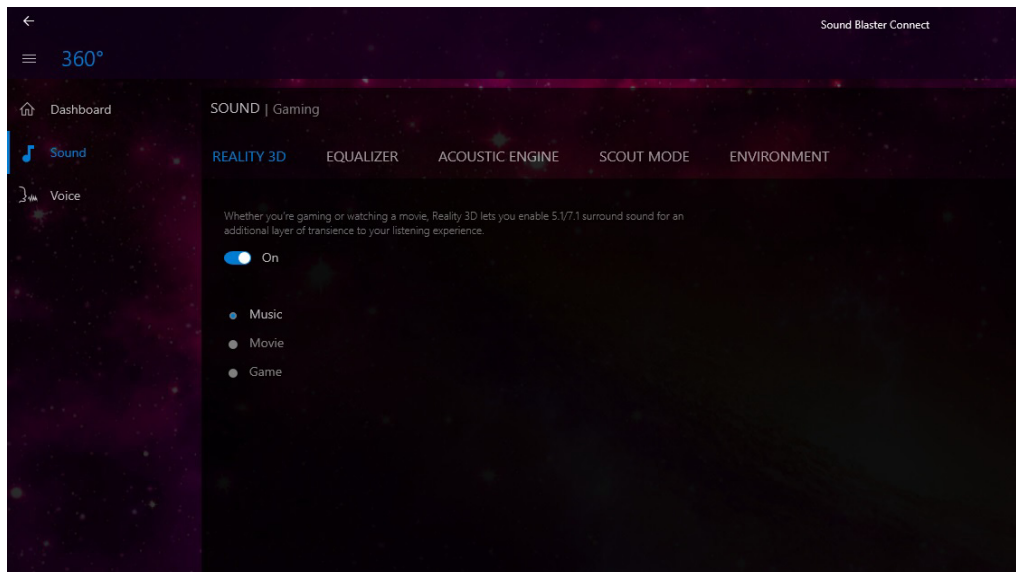 Sound Blaster Connect
360°
Dashboard
Sound
Voice
SOUND | Gaming
REALITY 3D EQUALIZER ACOUSTIC ENGINE SCOUT MODE ENVIRONMENT
Whether you're gaming or watching a movie, Reality 3D lets you enable 5.1/7.1 surround sound for an
additional layer of transience to your listening experience.
On
Music
Movie
Game